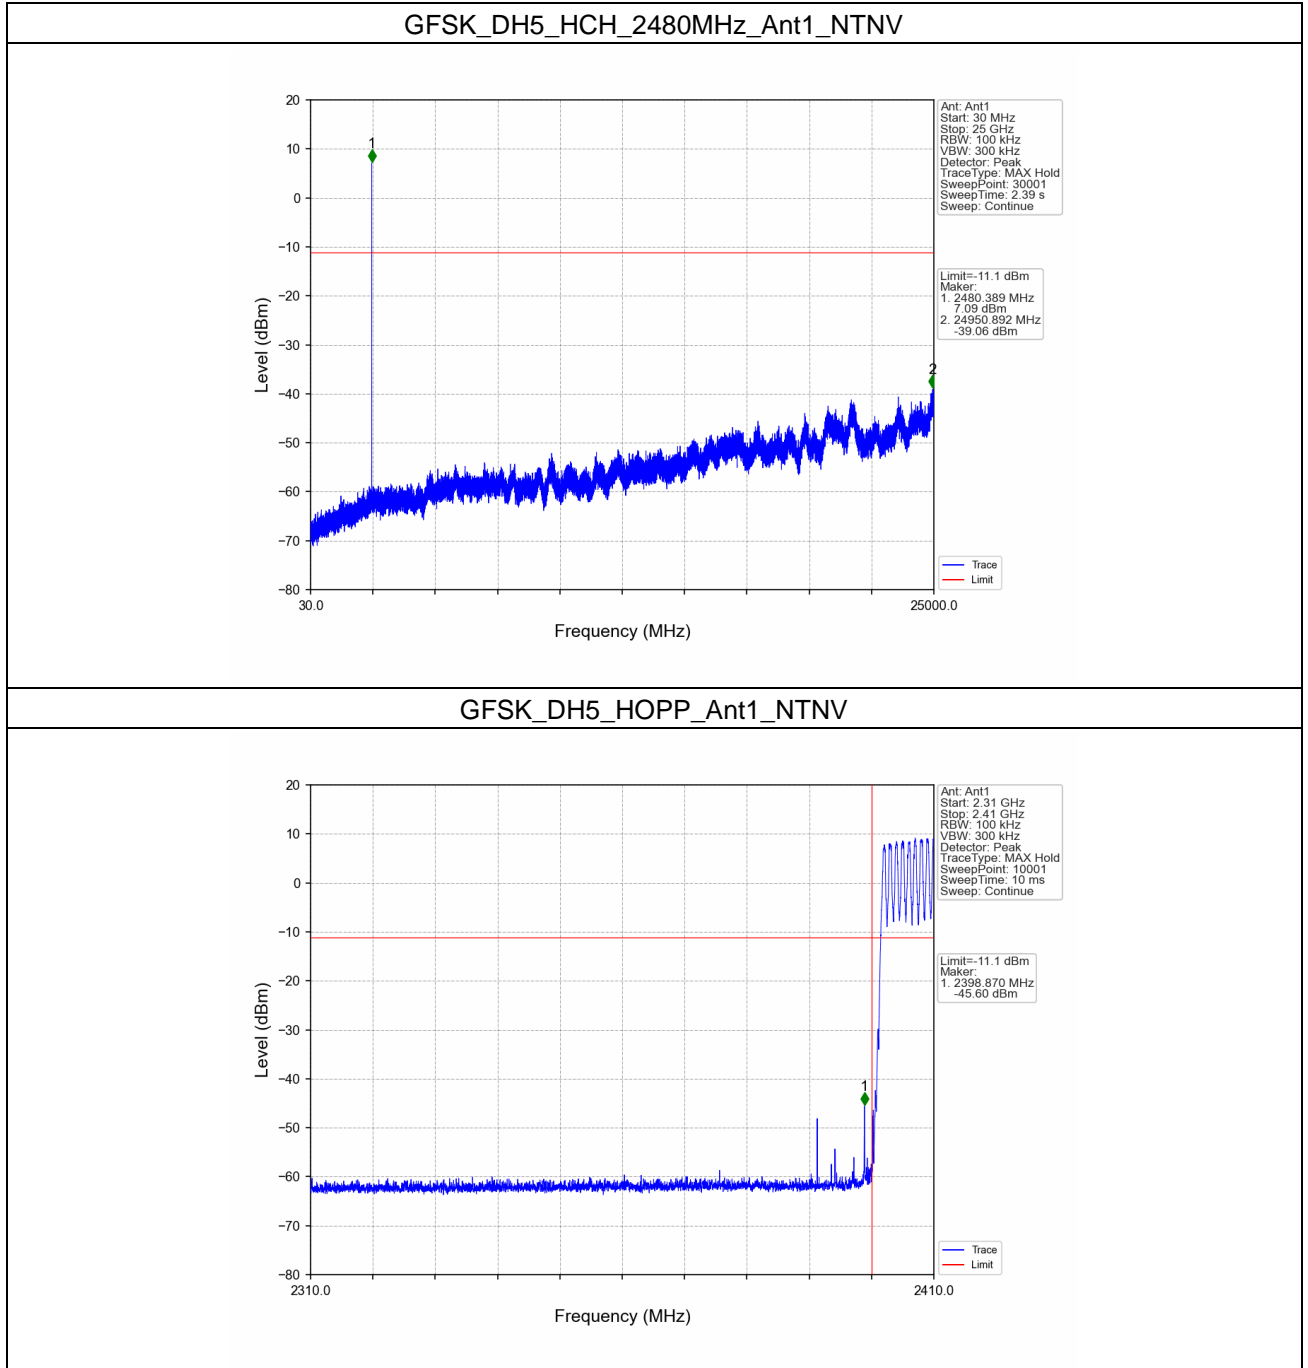 GFSK_DH5_HCH_2480MHz_Ant1_NTNV
20
10
0
−10
−20
−30
−40
−50
−60
−70
−80
Level (dBm)
1
2
30.0
25000.0
Frequency (MHz)
Ant: Ant1
Start: 30 MHz
Stop: 25 GHz
RBW: 100 kHz
VBW: 300 kHz
Detector: Peak
TraceType: MAX Hold
SweepPoint: 30001
SweepTime: 2.39 s
Sweep: Continue
Limit=-11.1 dBm
Maker:
1. 2480.389 MHz
7.09 dBm
2. 24950.892 MHz
-39.06 dBm
Trace
Limit
GFSK_DH5_HOPP_Ant1_NTNV
20
10
0
−10
−20
−30
−40
−50
−60
−70
−80
Level (dBm)
1
2310.0
2410.0
Frequency (MHz)
Ant: Ant1
Start: 2.31 GHz
Stop: 2.41 GHz
RBW: 100 kHz
VBW: 300 kHz
Detector: Peak
TraceType: MAX Hold
SweepPoint: 10001
SweepTime: 10 ms
Sweep: Continue
Limit=-11.1 dBm
Maker:
1. 2398.870 MHz
-45.60 dBm
Trace
Limit